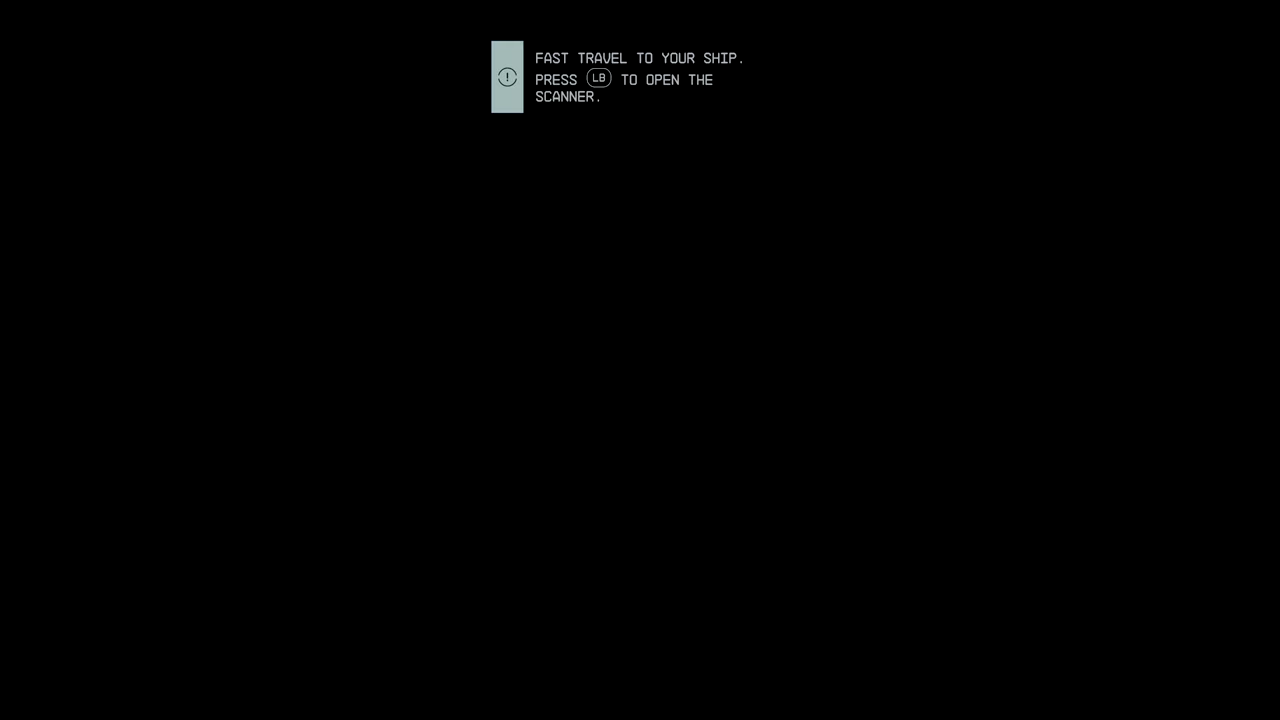 FAST TRAVEL TO YOUR SHIP.
PRESS LB TO OPEN THE
SCANNER.